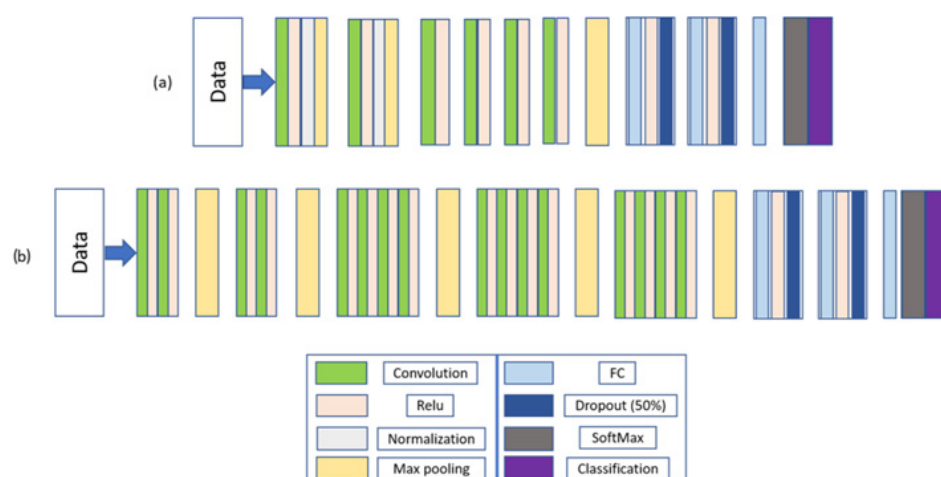 (a)
Data
(b)
Data
Convolution
FC
Relu
Dropout (50%)
Normalization
SoftMax
Max pooling
Classification